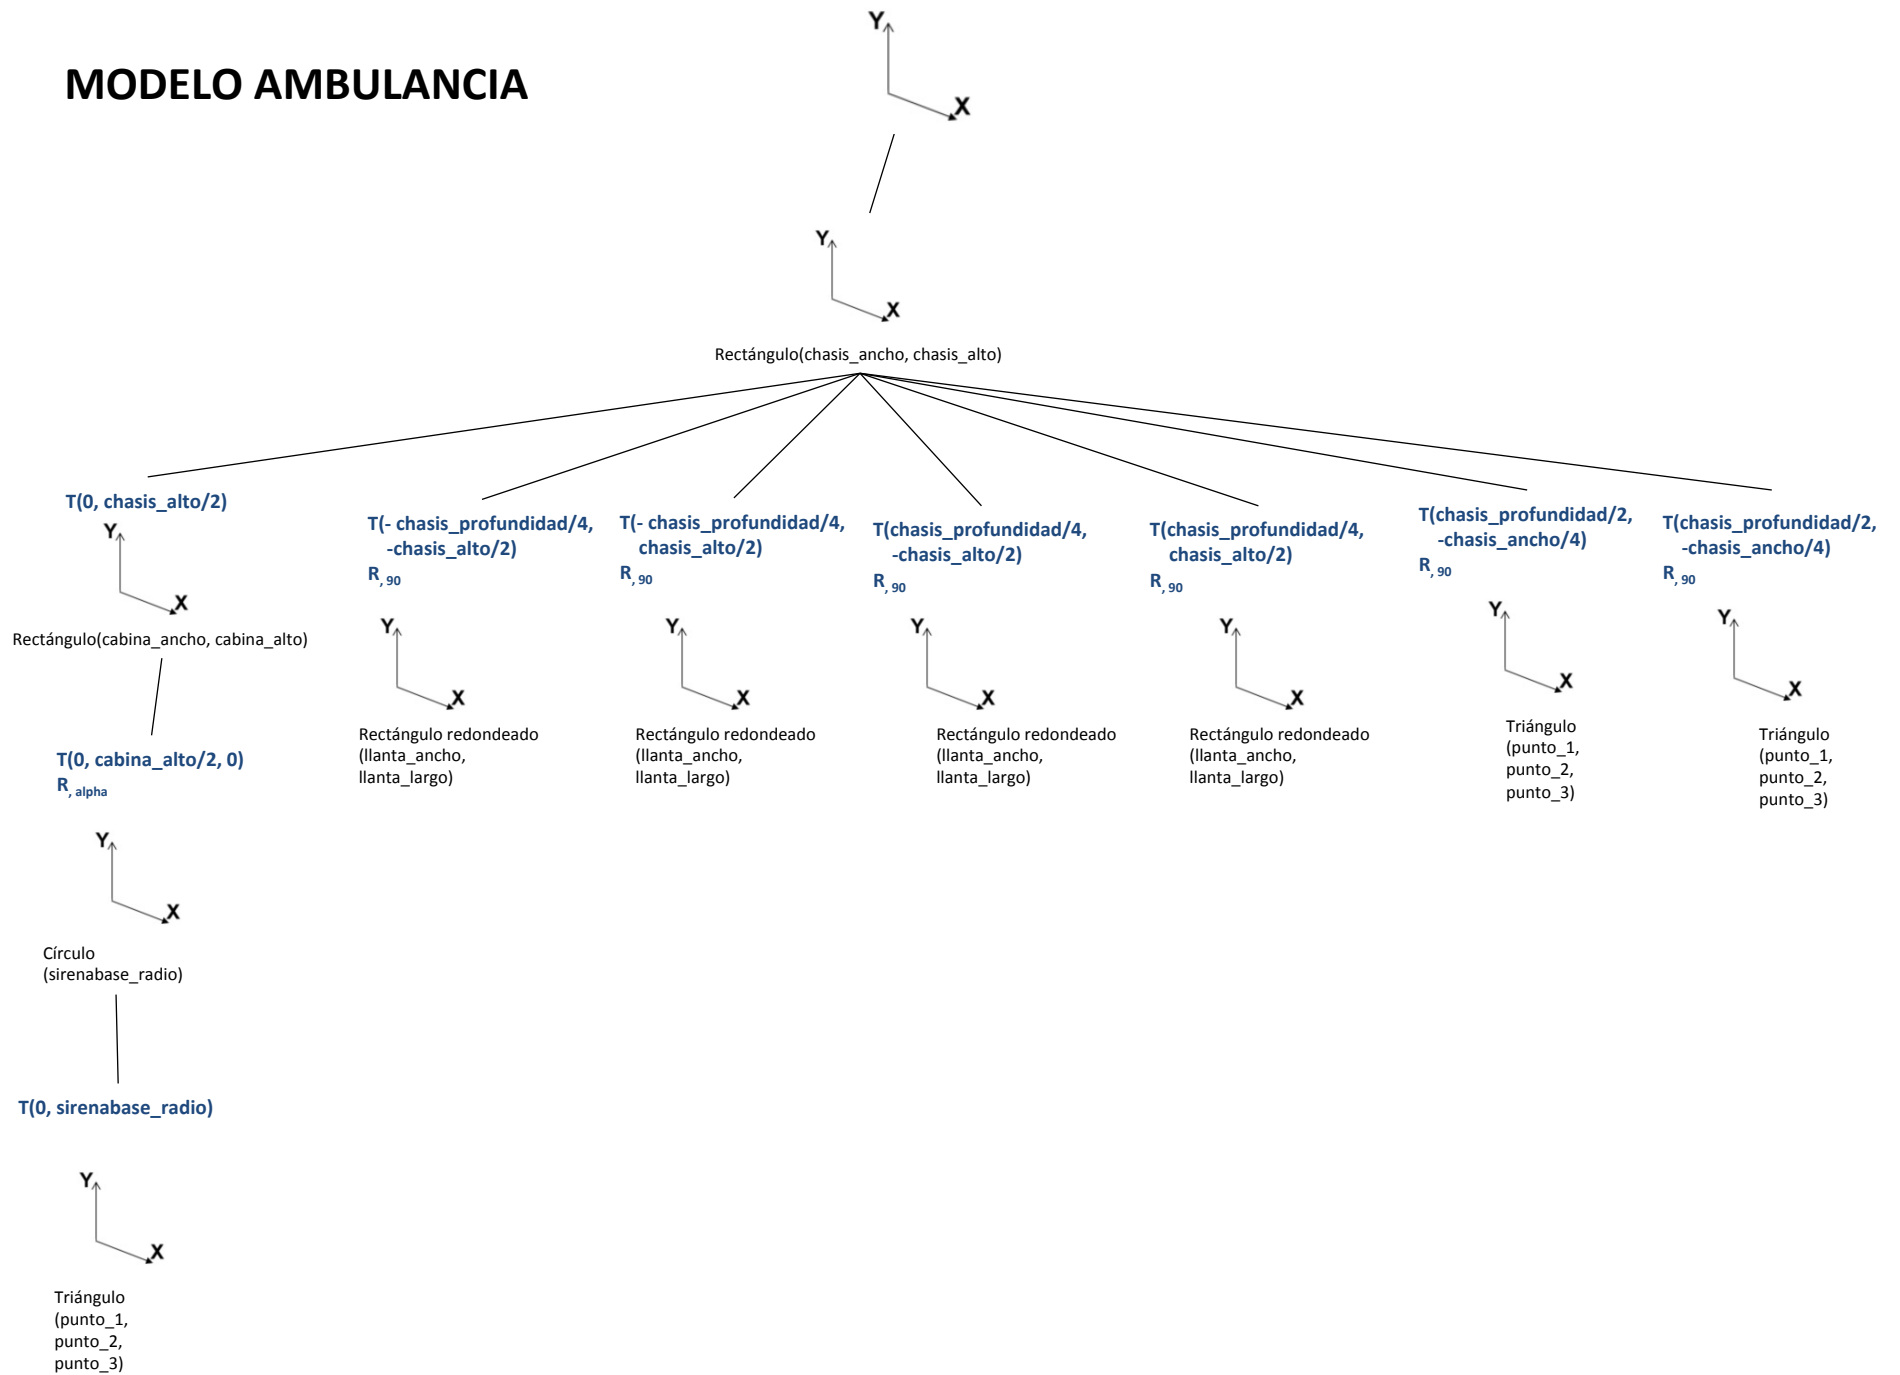 MODELO AMBULANCIA
Y
X
Y
X
Rectángulo(chasis_ancho, chasis_alto)
T(0, chasis_alto/2)
Y
X
Rectángulo(cabina_ancho, cabina_alto)
T(0, cabina_alto/2, 0)
R, alpha
Y
X
Círculo
(sirenabase_radio)
T(0, sirenabase_radio)
Y
X
Triángulo
(punto_1,
punto_2,
punto_3)
T(- chasis_profundidad/4,
-chasis_alto/2)
R, 90
Y
X
Rectángulo redondeado
(llanta_ancho,
llanta_largo)
T(- chasis_profundidad/4,
chasis_alto/2)
R, 90
Y
X
Rectángulo redondeado
(llanta_ancho,
llanta_largo)
T(chasis_profundidad/4,
-chasis_alto/2)
R, 90
Y
X
Rectángulo redondeado
(llanta_ancho,
llanta_largo)
T(chasis_profundidad/4,
chasis_alto/2)
R, 90
Y
X
Rectángulo redondeado
(llanta_ancho,
llanta_largo)
T(chasis_profundidad/2,
-chasis_ancho/4)
R, 90
Y
X
Triángulo
(punto_1,
punto_2,
punto_3)
T(chasis_profundidad/2,
-chasis_ancho/4)
R, 90
Y
X
Triángulo
(punto_1,
punto_2,
punto_3)